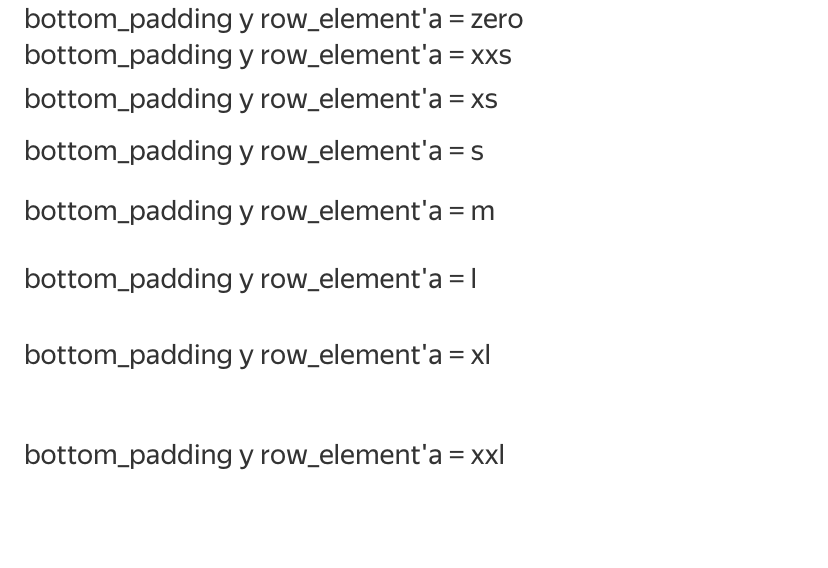 bottom_padding у row_element'а = zero
bottom_padding у row_element'а = xxs
bottom_padding у row_element'а = xs
bottom_padding у row_element'а = s
bottom_padding у row_element'а = m
bottom_padding у row_element'а = l
bottom_padding у row_element'а = xl
bottom_padding у row_element'а = xxl